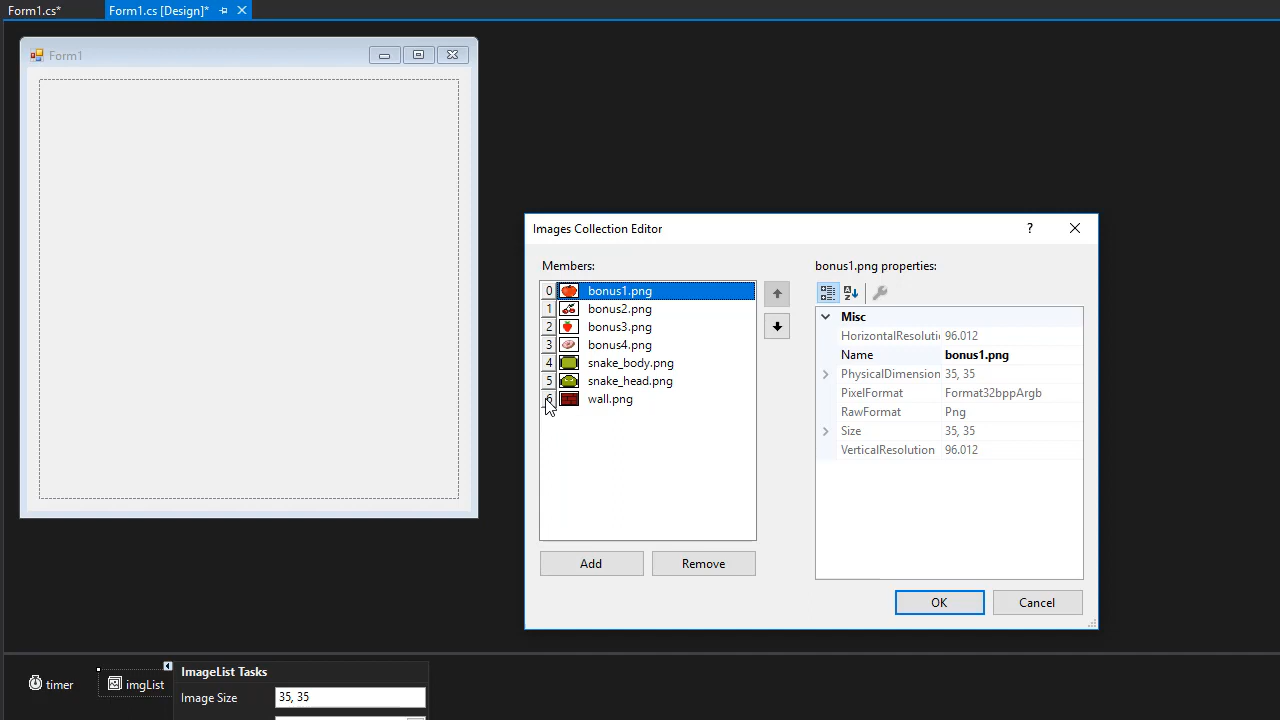 Form1.cs*
Form1.cs [Design]*
Form1
Images Collection Editor
?
Members:
0 bonus1.png
1 bonus2.png
2 bonus3.png
3 bonus4.png
4 snake_body.png
5 snake_head.png
6 wall.png
Add
Remove
bonus1.png properties:
Misc
HorizontalResoluti 96.012
Name bonus1.png
PhysicalDimension 35, 35
PixelFormat Format32bppArgb
RawFormat Png
Size 35, 35
VerticalResolution 96.012
OK
Cancel
timer
imgList
ImageList Tasks
Image Size 35, 35